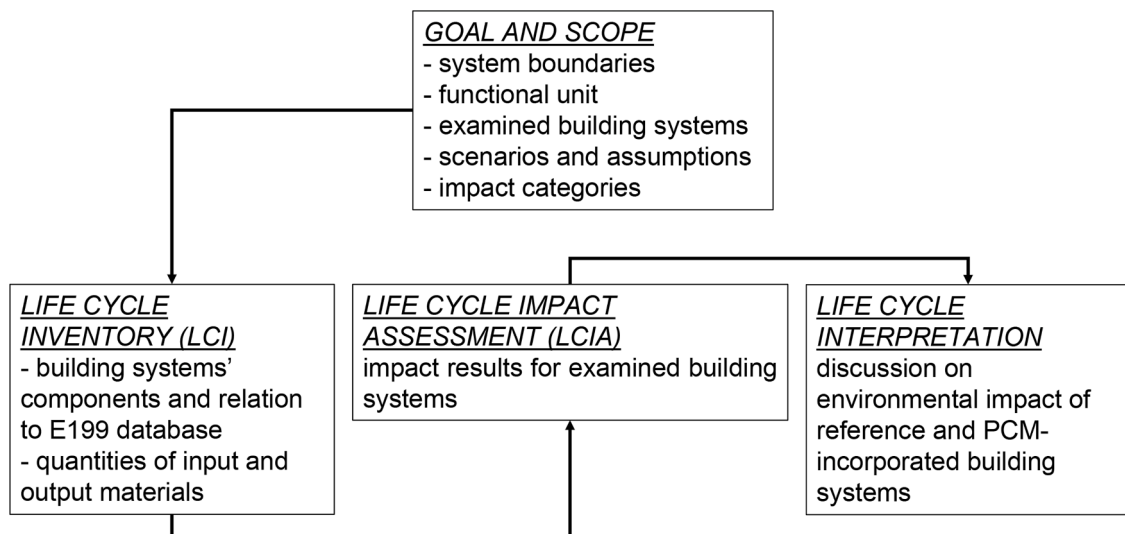 GOAL AND SCOPE
- system boundaries
- functional unit
- examined building systems
- scenarios and assumptions
- impact categories
LIFE CYCLE
INVENTORY (LCI)
- building systems'
components and relation
to E199 database
- quantities of input and
output materials
LIFE CYCLE IMPACT
ASSESSMENT (LCIA)
impact results for examined building
systems
LIFE CYCLE
INTERPRETATION
discussion on
environmental impact of
reference and PCM-
incorporated building
systems